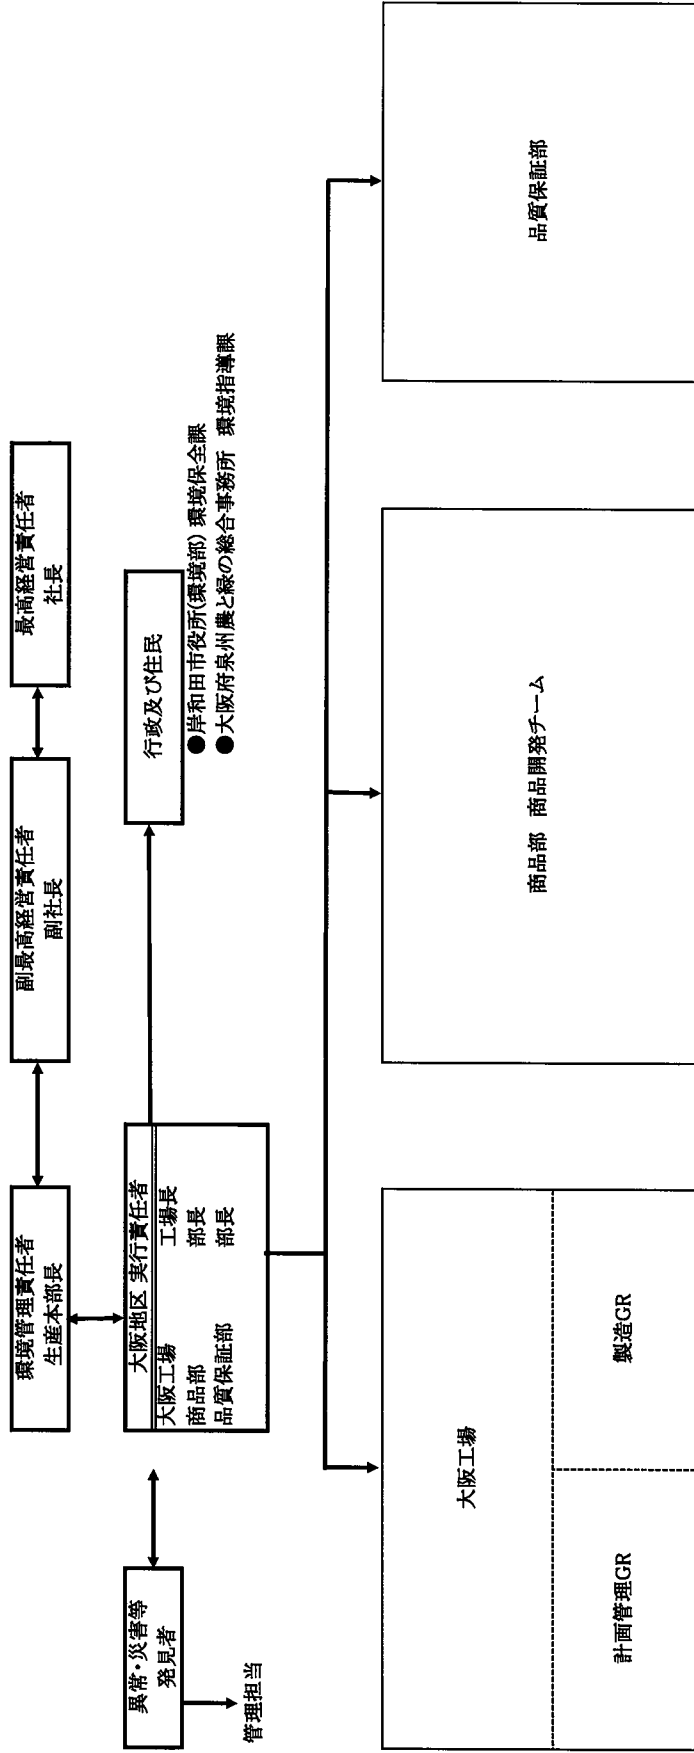 環境管理責任者
生産本部長
副最高経営責任者
副社長
最高経営責任者
社長
異常・災害等
発見者
管理担当
大阪地区 実行責任者
大阪工場 工場長
商品部 部長
品質保証部 部長
行政及び住民
●岸和田市役所(環境部) 環境保全課
●大阪府泉州農と緑の総合事務所 環境指導課
大阪工場
計画管理GR
製造GR
商品部 商品開発チーム
品質保証部